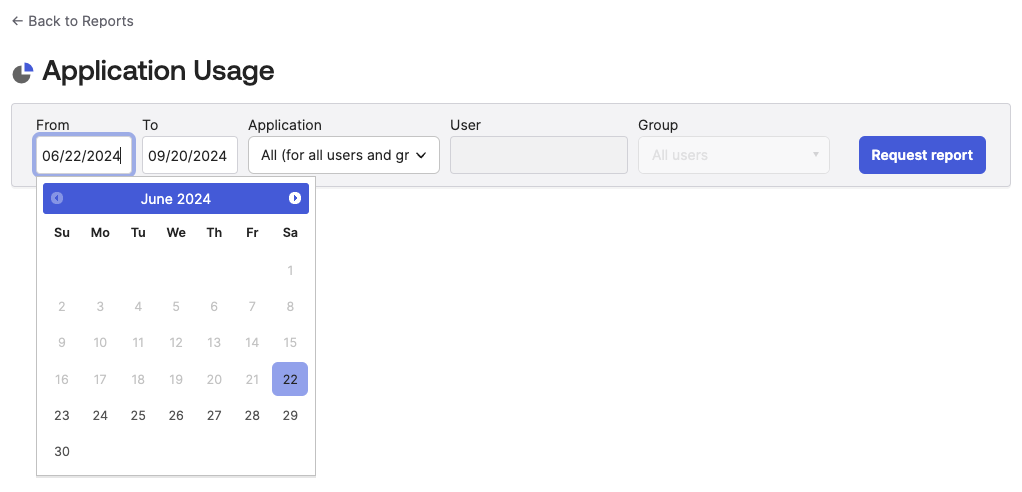 ← Back to Reports
Application Usage
From To Application User Group
06/22/2024 09/20/2024 All (for all users and gr All users Request report
June 2024
Su Mo Tu We Th Fr Sa
1
2 3 4 5 6 7 8
9 10 11 12 13 14 15
16 17 18 19 20 21 22
23 24 25 26 27 28 29
30